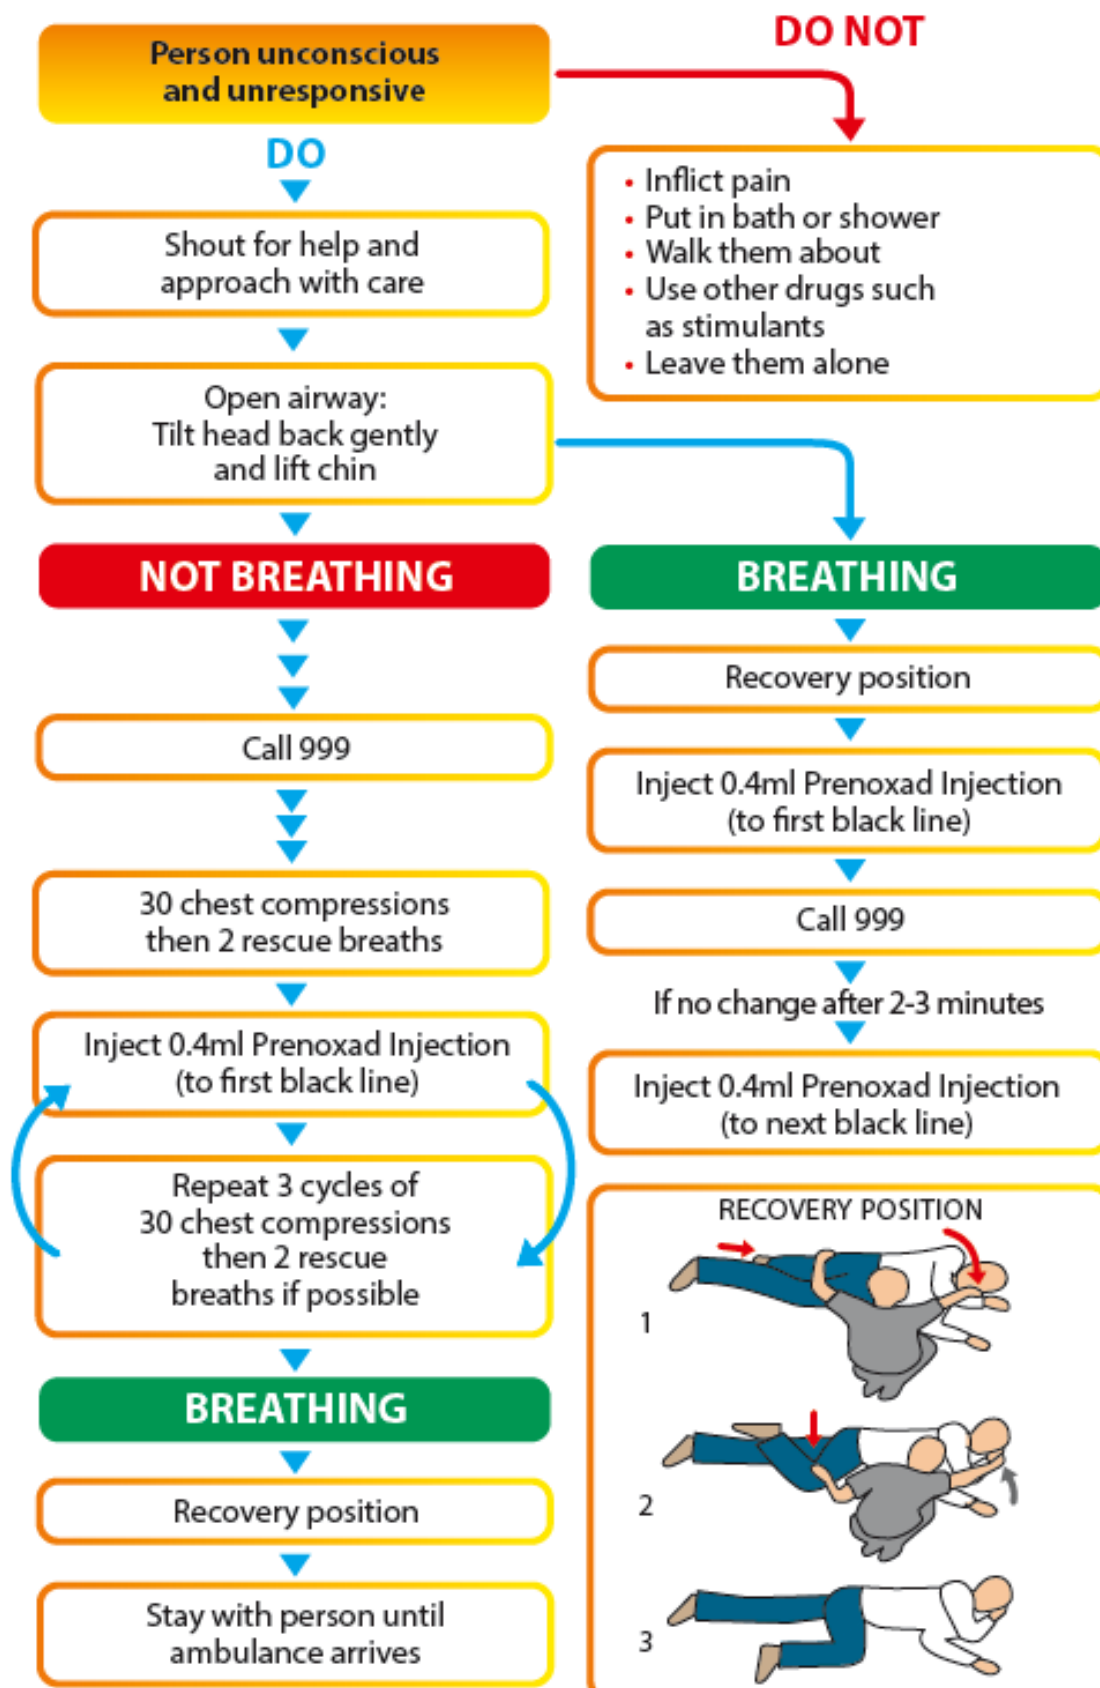 Person unconscious
and unresponsive
DO NOT
• Inflict pain
• Put in bath or shower
• Walk them about
• Use other drugs such
as stimulants
• Leave them alone
DO
Shout for help and
approach with care
Open airway:
Tilt head back gently
and lift chin
NOT BREATHING
Call 999
30 chest compressions
then 2 rescue breaths
Inject 0.4ml Prenoxad Injection
(to first black line)
Repeat 3 cycles of
30 chest compressions
then 2 rescue
breaths if possible
BREATHING
Recovery position
Stay with person until
ambulance arrives
BREATHING
Recovery position
Inject 0.4ml Prenoxad Injection
(to first black line)
Call 999
If no change after 2-3 minutes
Inject 0.4ml Prenoxad Injection
(to next black line)
RECOVERY POSITION
1
2
3